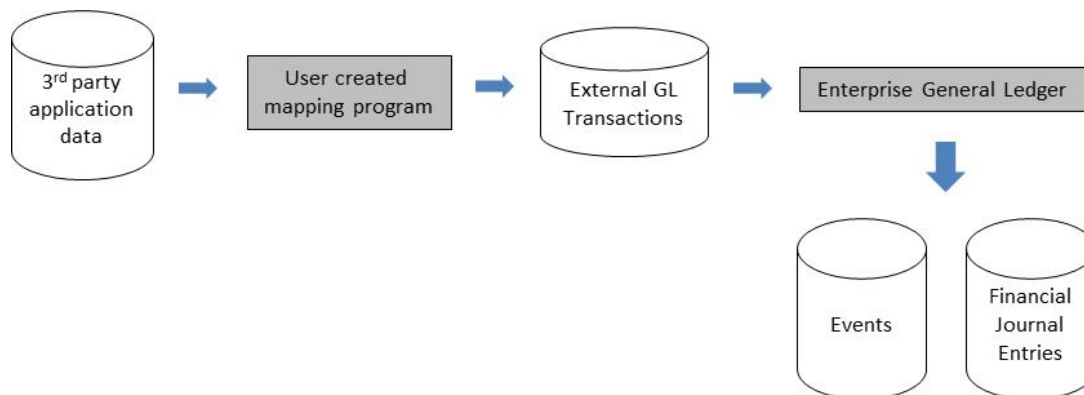 3rd party
application
data
User created
mapping program
External GL
Transactions
Enterprise General Ledger
Events
Financial
Journal
Entries